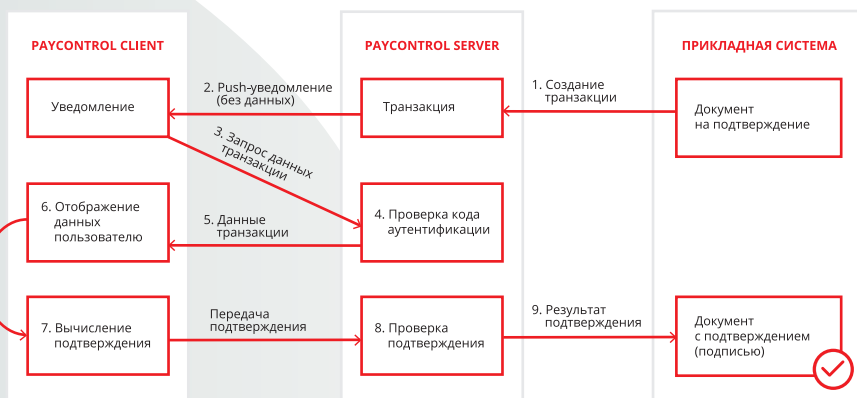 PAYCONTROL CLIENT
PAYCONTROL SERVER
ПРИКЛАДНАЯ СИСТЕМА
Уведомление
2. Push-уведомление
(без данных)
Транзакция
1. Создание
транзакции
Документ
на подтверждение
3. Запрос данных
транзакции
6. Отображение
данных
пользователю
5. Данные
транзакции
4. Проверка кода
аутентификации
7. Вычисление
подтверждения
Передача
подтверждения
8. Проверка
подтверждения
9. Результат
подтверждения
Документ
с подтверждением
(подписью)